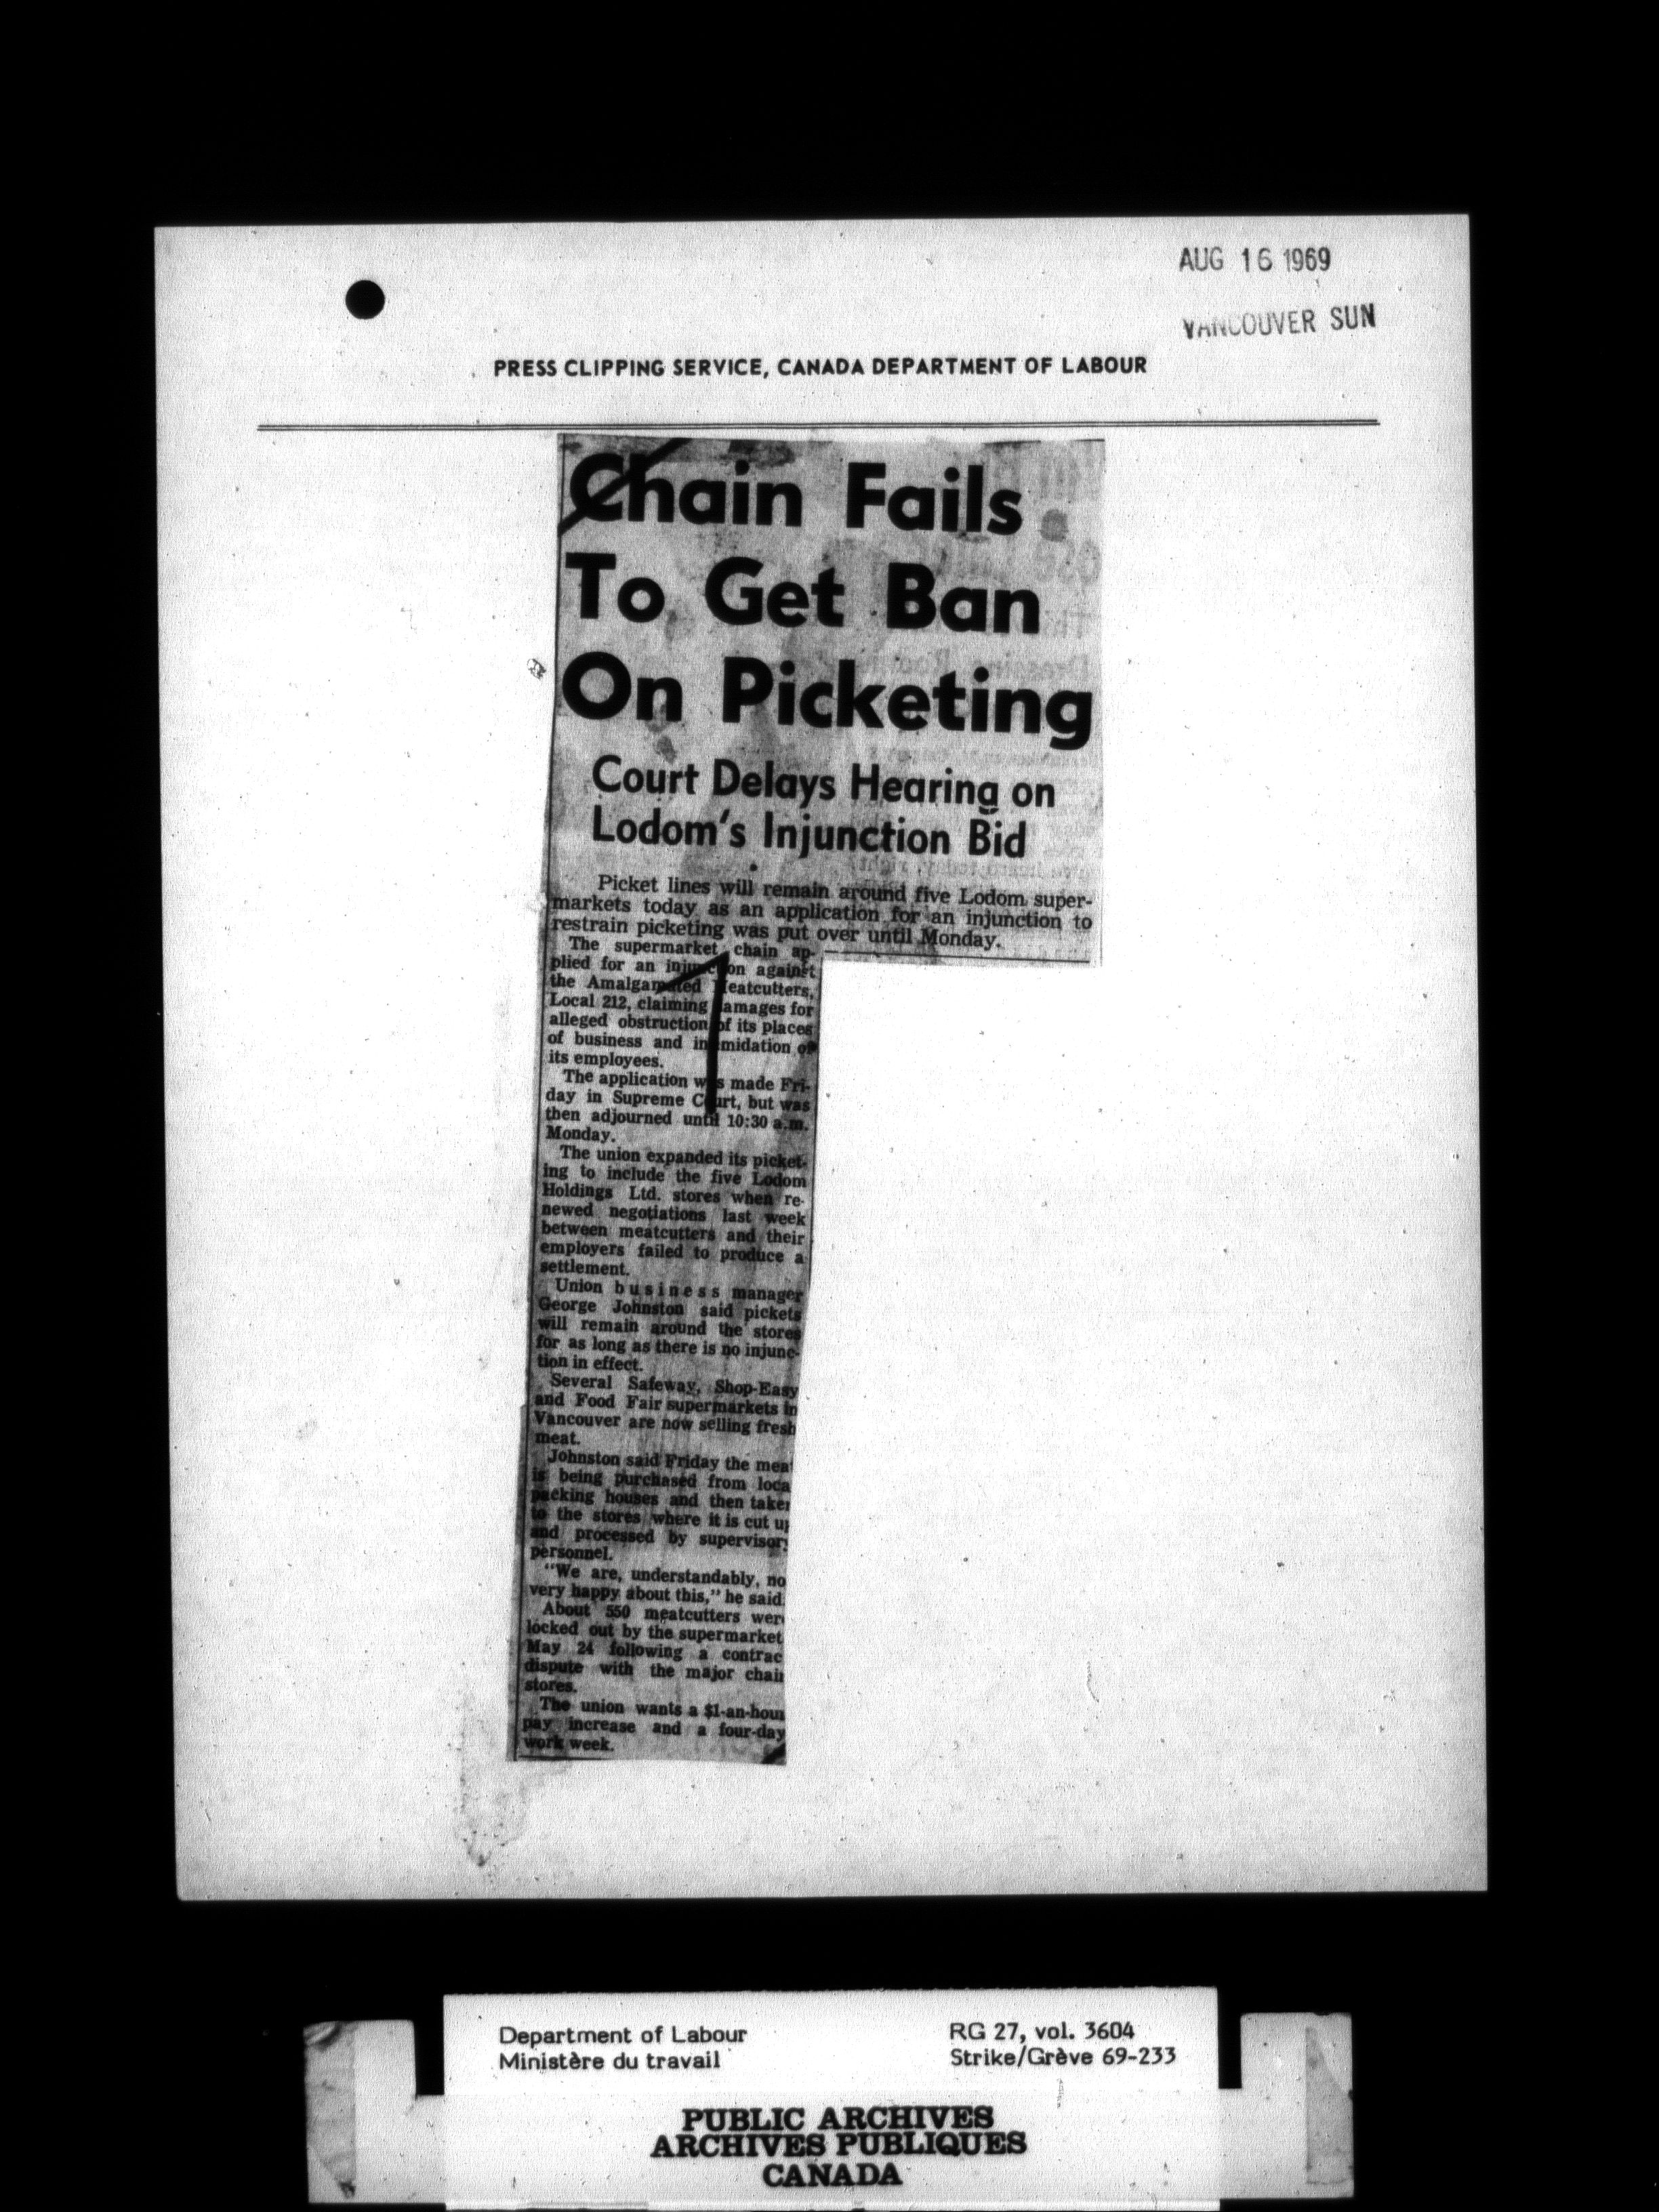 AUG 16 1969
VANCOUVER SUN
PRESS CLIPPING SERVICE, CANADA DEPARTMENT OF LABOUR
Chain Fails
To Get Ban
On Picketing
Court Delays Hearing on
Lodom's Injunction Bid
Picket lines will remain around five Lodom super-
markets today as an application for an injunction to
restrain picketing was put over until Monday.
The supermarket chain ap-
plied for an injunction against
the Amalgamated Meatcutters,
Local 212, claiming damages for
alleged obstruction of its places
of business and intimidation of
its employees.
The application was made Fri-
day in Supreme Court, but was
then adjourned until 10:30 a.m.
Monday.
The union expanded its picket-
ing to include the five Lodom
Holdings Ltd. stores when re-
newed negotiations last week
between meatcutters and their
employers failed to produce a
settlement.
Union business manager
George Johnston said pickets
will remain around the stores
for as long as there is no injunc-
tion in effect.
Several Safeway, Shop-Easy
and Food Fair supermarkets in
Vancouver are now selling fresh
meat.
Johnston said Friday the mea
is being purchased from loca
packing houses and then taken
to the stores where it is cut up
and processed by supervisory
personnel.
"We are, understandably, no
very happy about this," he said.
About 550 meatcutters were
locked out by the supermarket
May 24 following a contrac
dispute with the major chain
stores.
The union wants a $1-an-hour
pay increase and a four-day
work week.
Department of Labour
Ministère du travail
RG 27, vol. 3604
Strike/Grève 69-233
PUBLIC ARCHIVES
ARCHIVES PUBLIQUES
CANADA